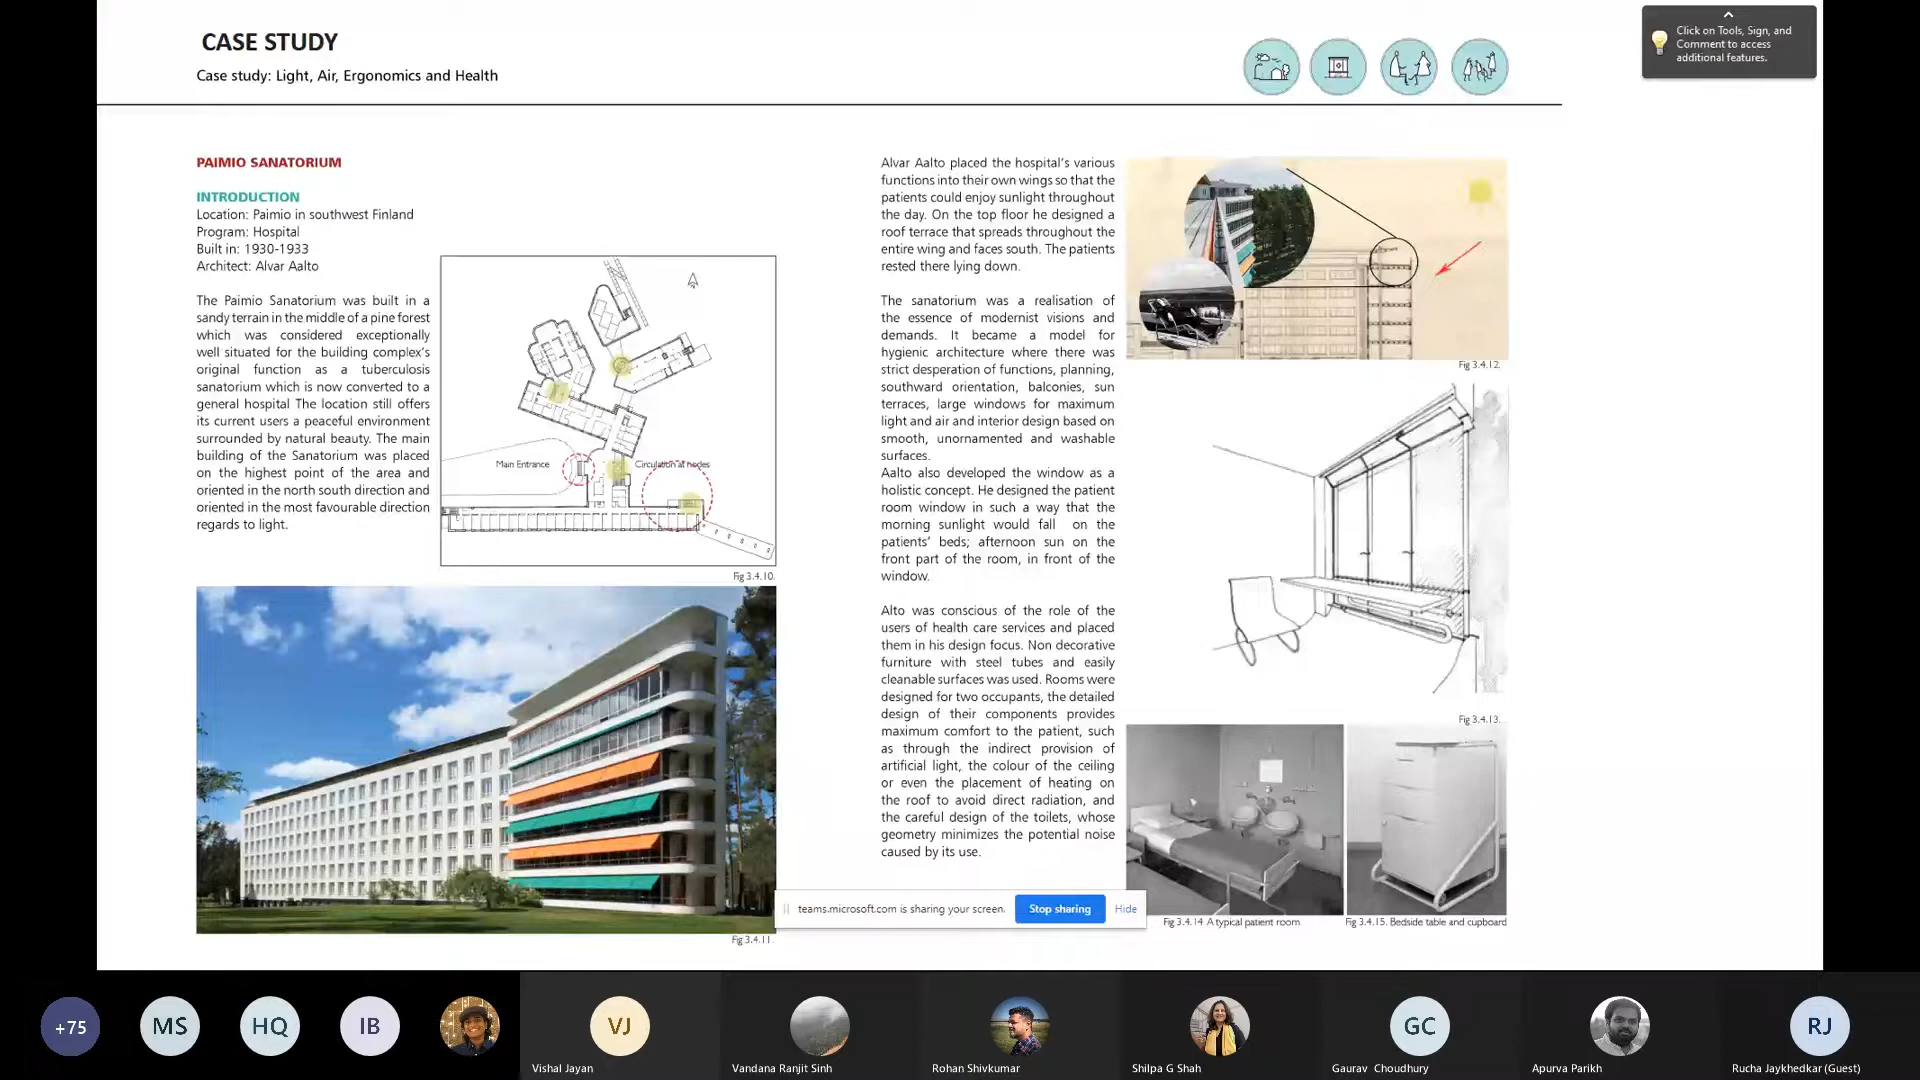 CASE STUDY
Case study: Light, Air, Ergonomics and Health
Click on Tools, Sign, and
Comment to access
additional features.
PAIMIO SANATORIUM
INTRODUCTION
Location: Paimio in southwest Finland
Program: Hospital
Built in: 1930-1933
Architect: Alvar Aalto
The Paimio Sanatorium was built in a
sandy terrain in the middle of a pine forest
which was considered exceptionally
well situated for the building complex's
original function as a tuberculosis
sanatorium which is now converted to a
general hospital The location still offers
its current users a peaceful environment
surrounded by natural beauty. The main
building of the Sanatorium was placed
on the highest point of the area and
oriented in the north south direction and
oriented in the most favourable direction
regards to light.
Main Entrance
Circulation at nodes
Fig 3.4.10.
Fig 3.4.11.
Alvar Aalto placed the hospital's various
functions into their own wings so that the
patients could enjoy sunlight throughout
the day. On the top floor he designed a
roof terrace that spreads throughout the
entire wing and faces south. The patients
rested there lying down.
The sanatorium was a realisation of
the essence of modernist visions and
demands. It became a model for
hygienic architecture where there was
strict desperation of functions, planning,
southward orientation, balconies, sun
terraces, large windows for maximum
light and air and interior design based on
smooth, unornamented and washable
surfaces.
Aalto also developed the window as a
holistic concept. He designed the patient
room window in such a way that the
morning sunlight would fall on the
patients' beds; afternoon sun on the
front part of the room, in front of the
window.
Alto was conscious of the role of the
users of health care services and placed
them in his design focus. Non decorative
furniture with steel tubes and easily
cleanable surfaces was used. Rooms were
designed for two occupants, the detailed
design of their components provides
maximum comfort to the patient, such
as through the indirect provision of
artificial light, the colour of the ceiling
or even the placement of heating on
the roof to avoid direct radiation, and
the careful design of the toilets, whose
geometry minimizes the potential noise
caused by its use.
Fig 3.4.12.
Fig 3.4.13.
Fig 3.4.14 A typical patient room
Fig 3.4.15. Bedside table and cupboard
teams.microsoft.com is sharing your screen.
Stop sharing
Hide
+75
MS
HQ
IB
VJ
GC
RJ
Vishal Jayan
Vandana Ranjit Sinh
Rohan Shivkumar
Shilpa G Shah
Gaurav Choudhury
Apurva Parikh
Rucha Jaykhedkar (Guest)